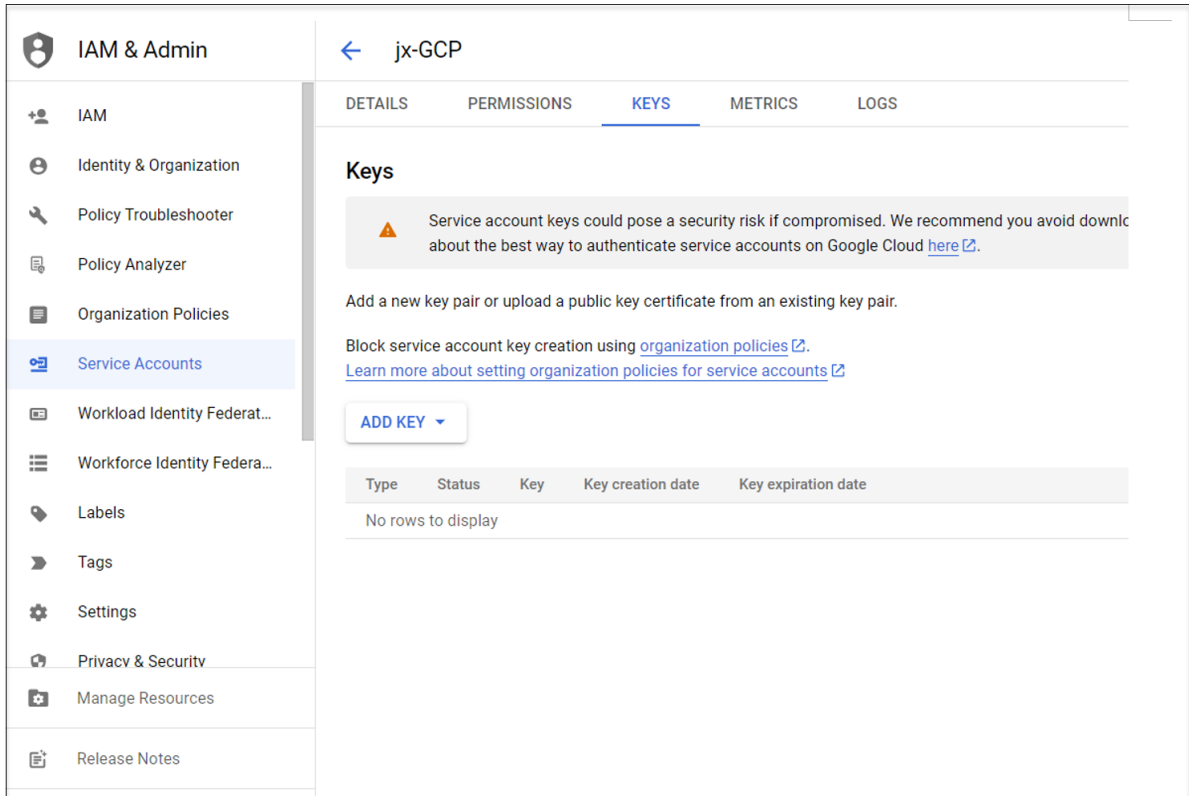 IAM & Admin
IAM
Identity & Organization
Policy Troubleshooter
Policy Analyzer
Organization Policies
Service Accounts
Workload Identity Federat...
Workforce Identity Federa...
Labels
Tags
Settings
Privacy & Security
Manage Resources
Release Notes
jx-GCP
DETAILS PERMISSIONS KEYS METRICS LOGS
Keys
Service account keys could pose a security risk if compromised. We recommend you avoid downlo
about the best way to authenticate service accounts on Google Cloud here.
Add a new key pair or upload a public key certificate from an existing key pair.
Block service account key creation using organization policies.
Learn more about setting organization policies for service accounts
ADD KEY
Type Status Key Key creation date Key expiration date
No rows to display